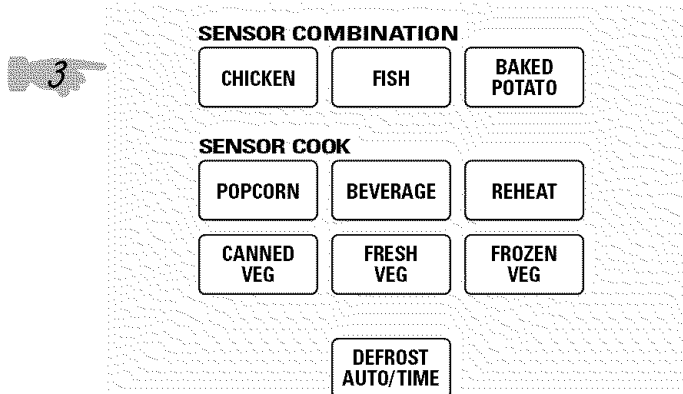 SENSOR COMBINATION
3
CHICKEN
FISH
BAKED
POTATO
SENSOR COOK
POPCORN
BEVERAGE
REHEAT
CANNED
VEG
FRESH
VEG
FROZEN
VEG
DEFROST
AUTO/TIME